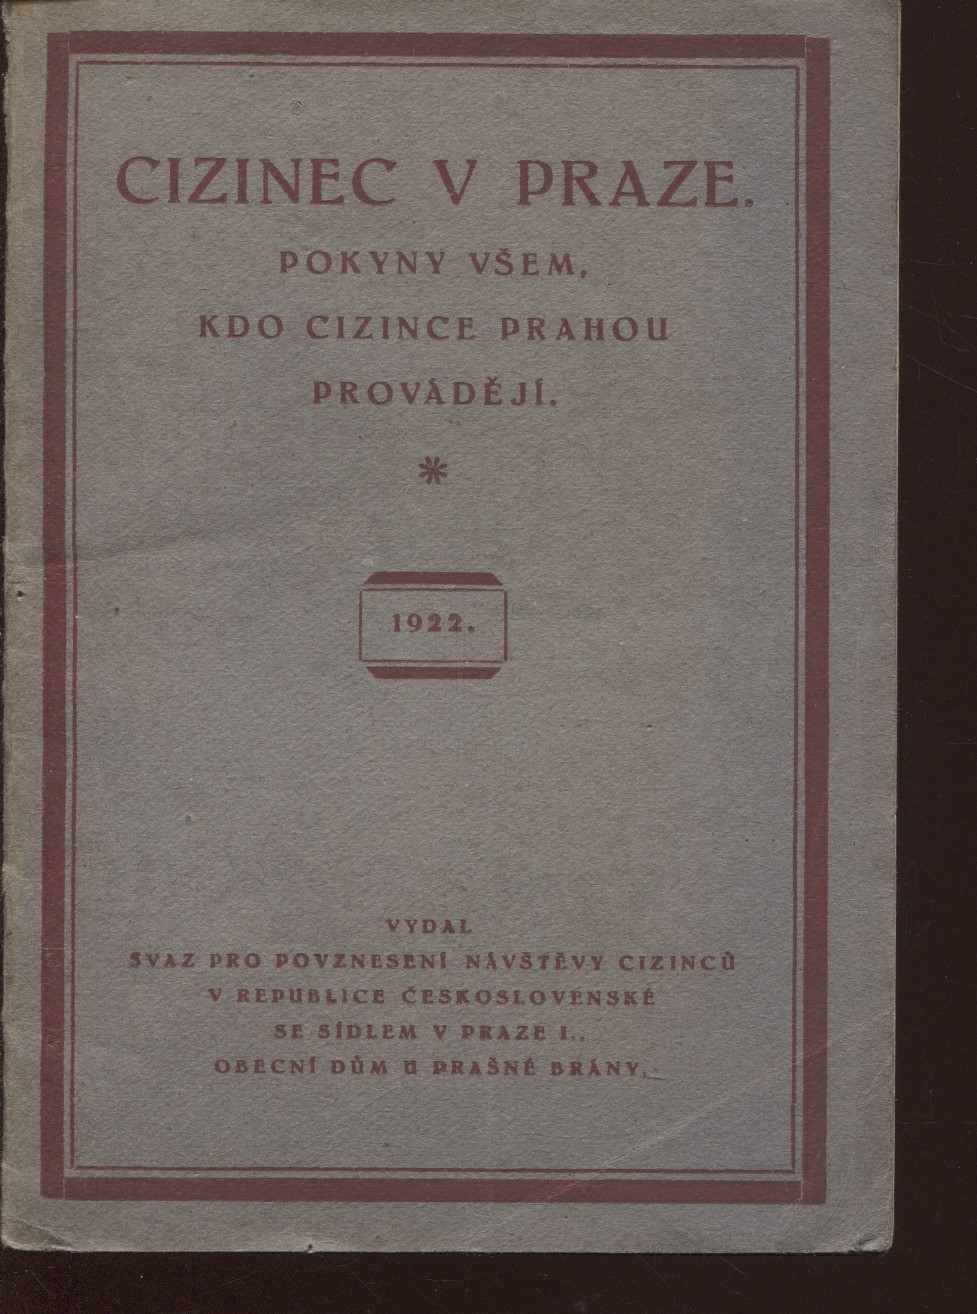 CIZINEC V PRAZE.
POKYNY VŠEM,
KDO CIZINCE PRAHOU
PROVÁDĚJÍ.
*
1922.
VYDAL
SVAZ PRO POVZNESENÍ NÁVŠTĚVY CIZINCŮ
V REPUBLICE ČESKOSLOVENSKÉ
SE SÍDLEM V PRAZE I.,
OBECNÍ DŮM U PRAŠNÉ BRÁNY.